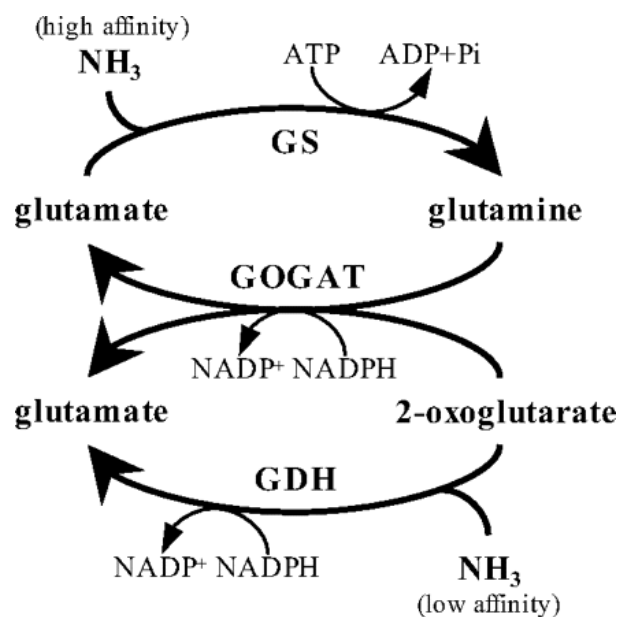 (high affinity)
NH₃
ATP ADP+Pi
GS
glutamate glutamine
GOGAT
NADP⁺ NADPH
glutamate 2-oxoglutarate
GDH
NADP⁺ NADPH
NH₃
(low affinity)